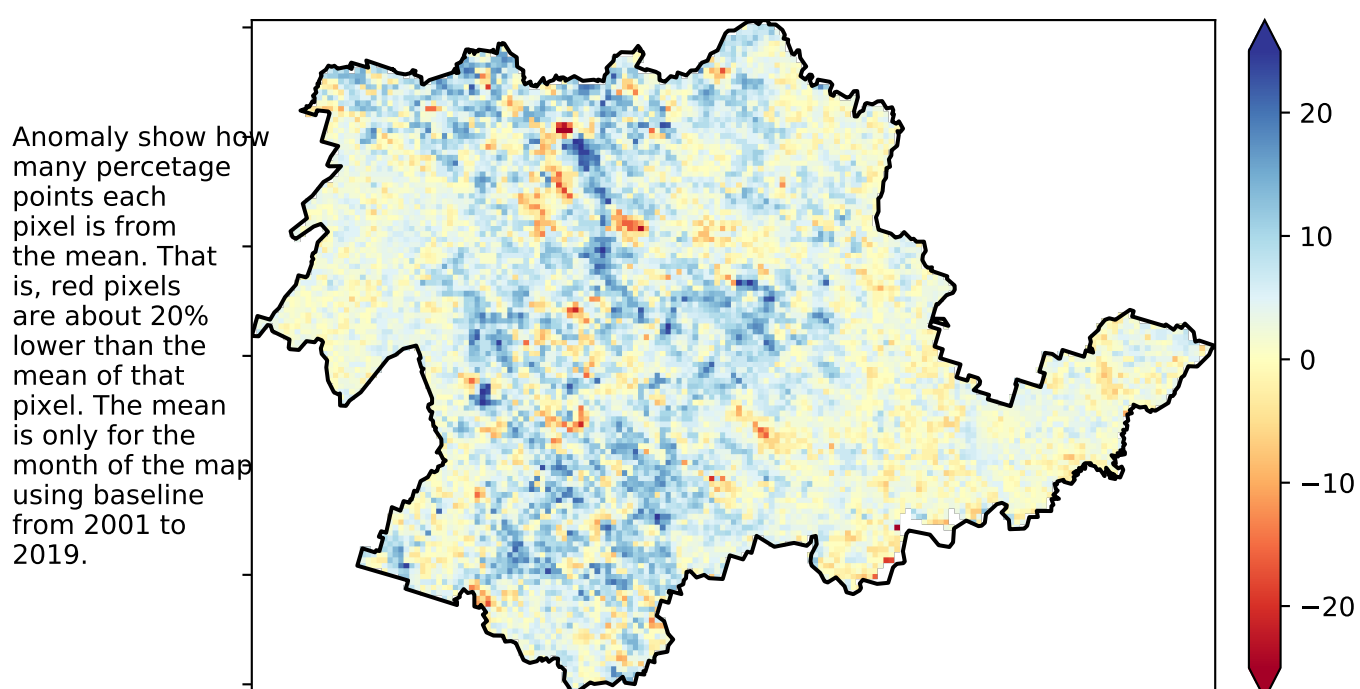 Anomaly show how
many percetage
points each
pixel is from
the mean. That
is, red pixels
are about 20%
lower than the
mean of that
pixel. The mean
is only for the
month of the map
using baseline
from 2001 to
2019.
20
10
0
−10
−20